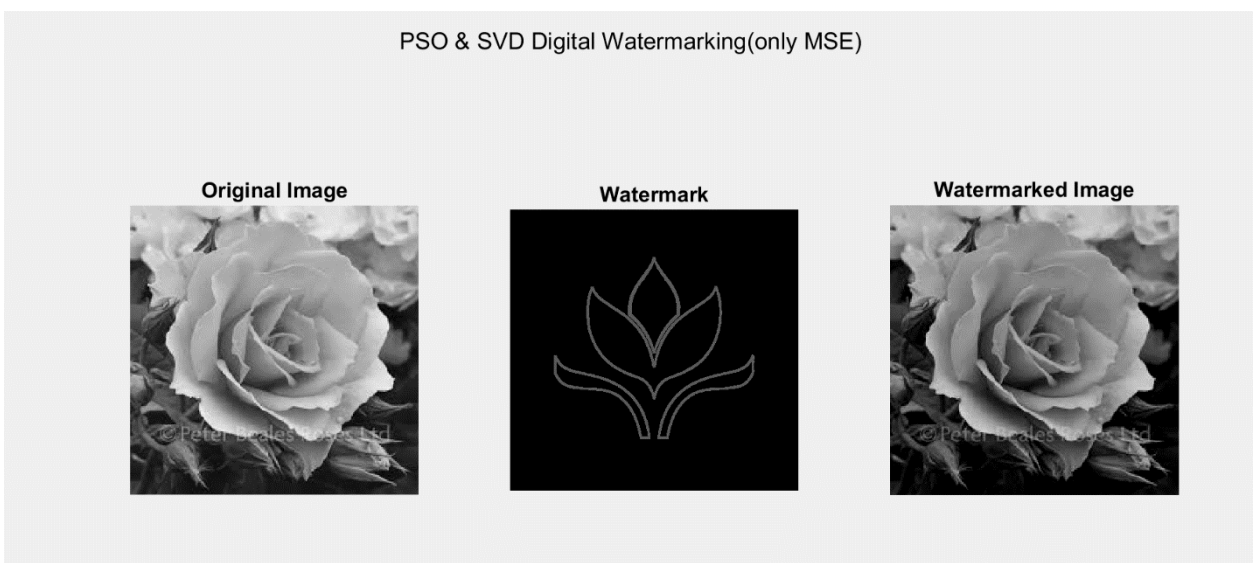 PSO & SVD Digital Watermarking(only MSE)
Original Image
Watermark
Watermarked Image
© Peter Beales Roses Ltd
© Peter Beales Roses Ltd